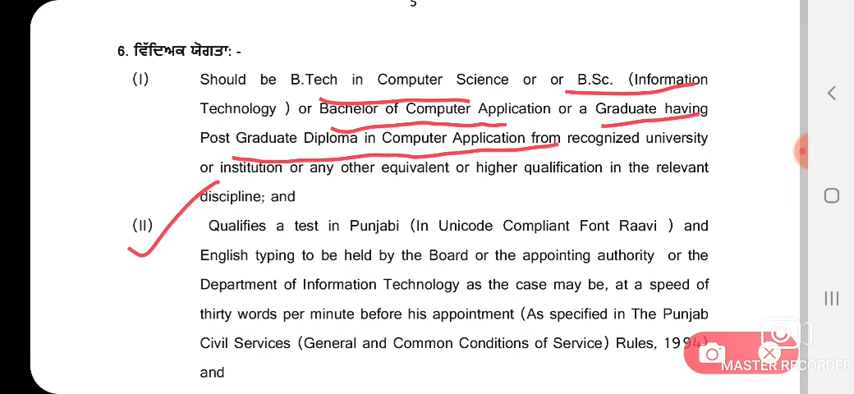 5
6. ਵਿੱਦਿਅਕ ਯੋਗਤਾ: -
(I) Should be B.Tech in Computer Science or or B.Sc. (Information
Technology ) or Bachelor of Computer Application or a Graduate having
Post Graduate Diploma in Computer Application from recognized university
or institution or any other equivalent or higher qualification in the relevant
discipline; and
(II) Qualifies a test in Punjabi (In Unicode Compliant Font Raavi ) and
English typing to be held by the Board or the appointing authority or the
Department of Information Technology as the case may be, at a speed of
thirty words per minute before his appointment (As specified in The Punjab
Civil Services (General and Common Conditions of Service) Rules, 1994)
and
MASTER RECORDER